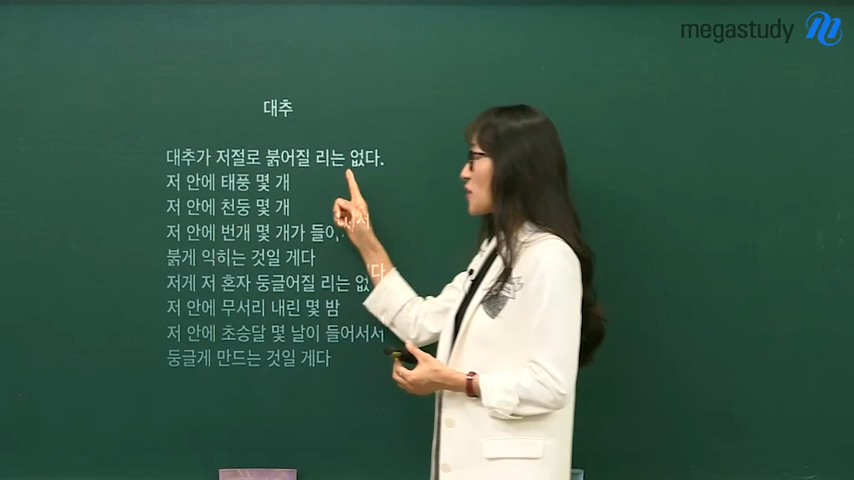 megastudy
대추
대추가 저절로 붉어질 리는 없다.
저 안에 태풍 몇 개
저 안에 천둥 몇 개
저 안에 번개 몇 개가 들어서서
붉게 익히는 것일 게다
저게 저 혼자 둥글어질 리는 없다
저 안에 무서리 내린 몇 밤
저 안에 초승달 몇 날이 들어서서
둥글게 만드는 것일 게다